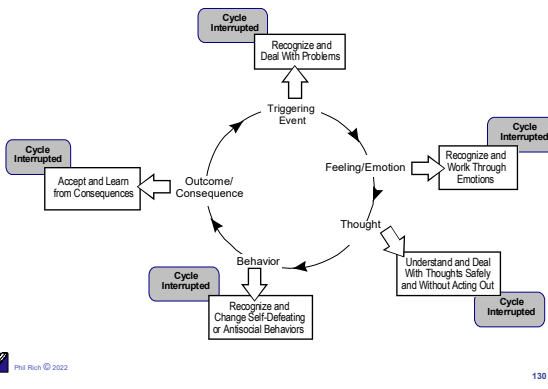 Cycle
Interrupted
Recognize and
Deal With Problems
Triggering
Event
Cycle
Interrupted
Feeling/Emotion
Recognize and
Work Through
Emotions
Cycle
Interrupted
Accept and Learn
from Consequences
Outcome/
Consequence
Thought
Understand and Deal
With Thoughts Safely
and Without Acting Out
Cycle
Interrupted
Behavior
Cycle
Interrupted
Recognize and
Change Self-Defeating
or Antisocial Behaviors
Phil Rich © 2022
130